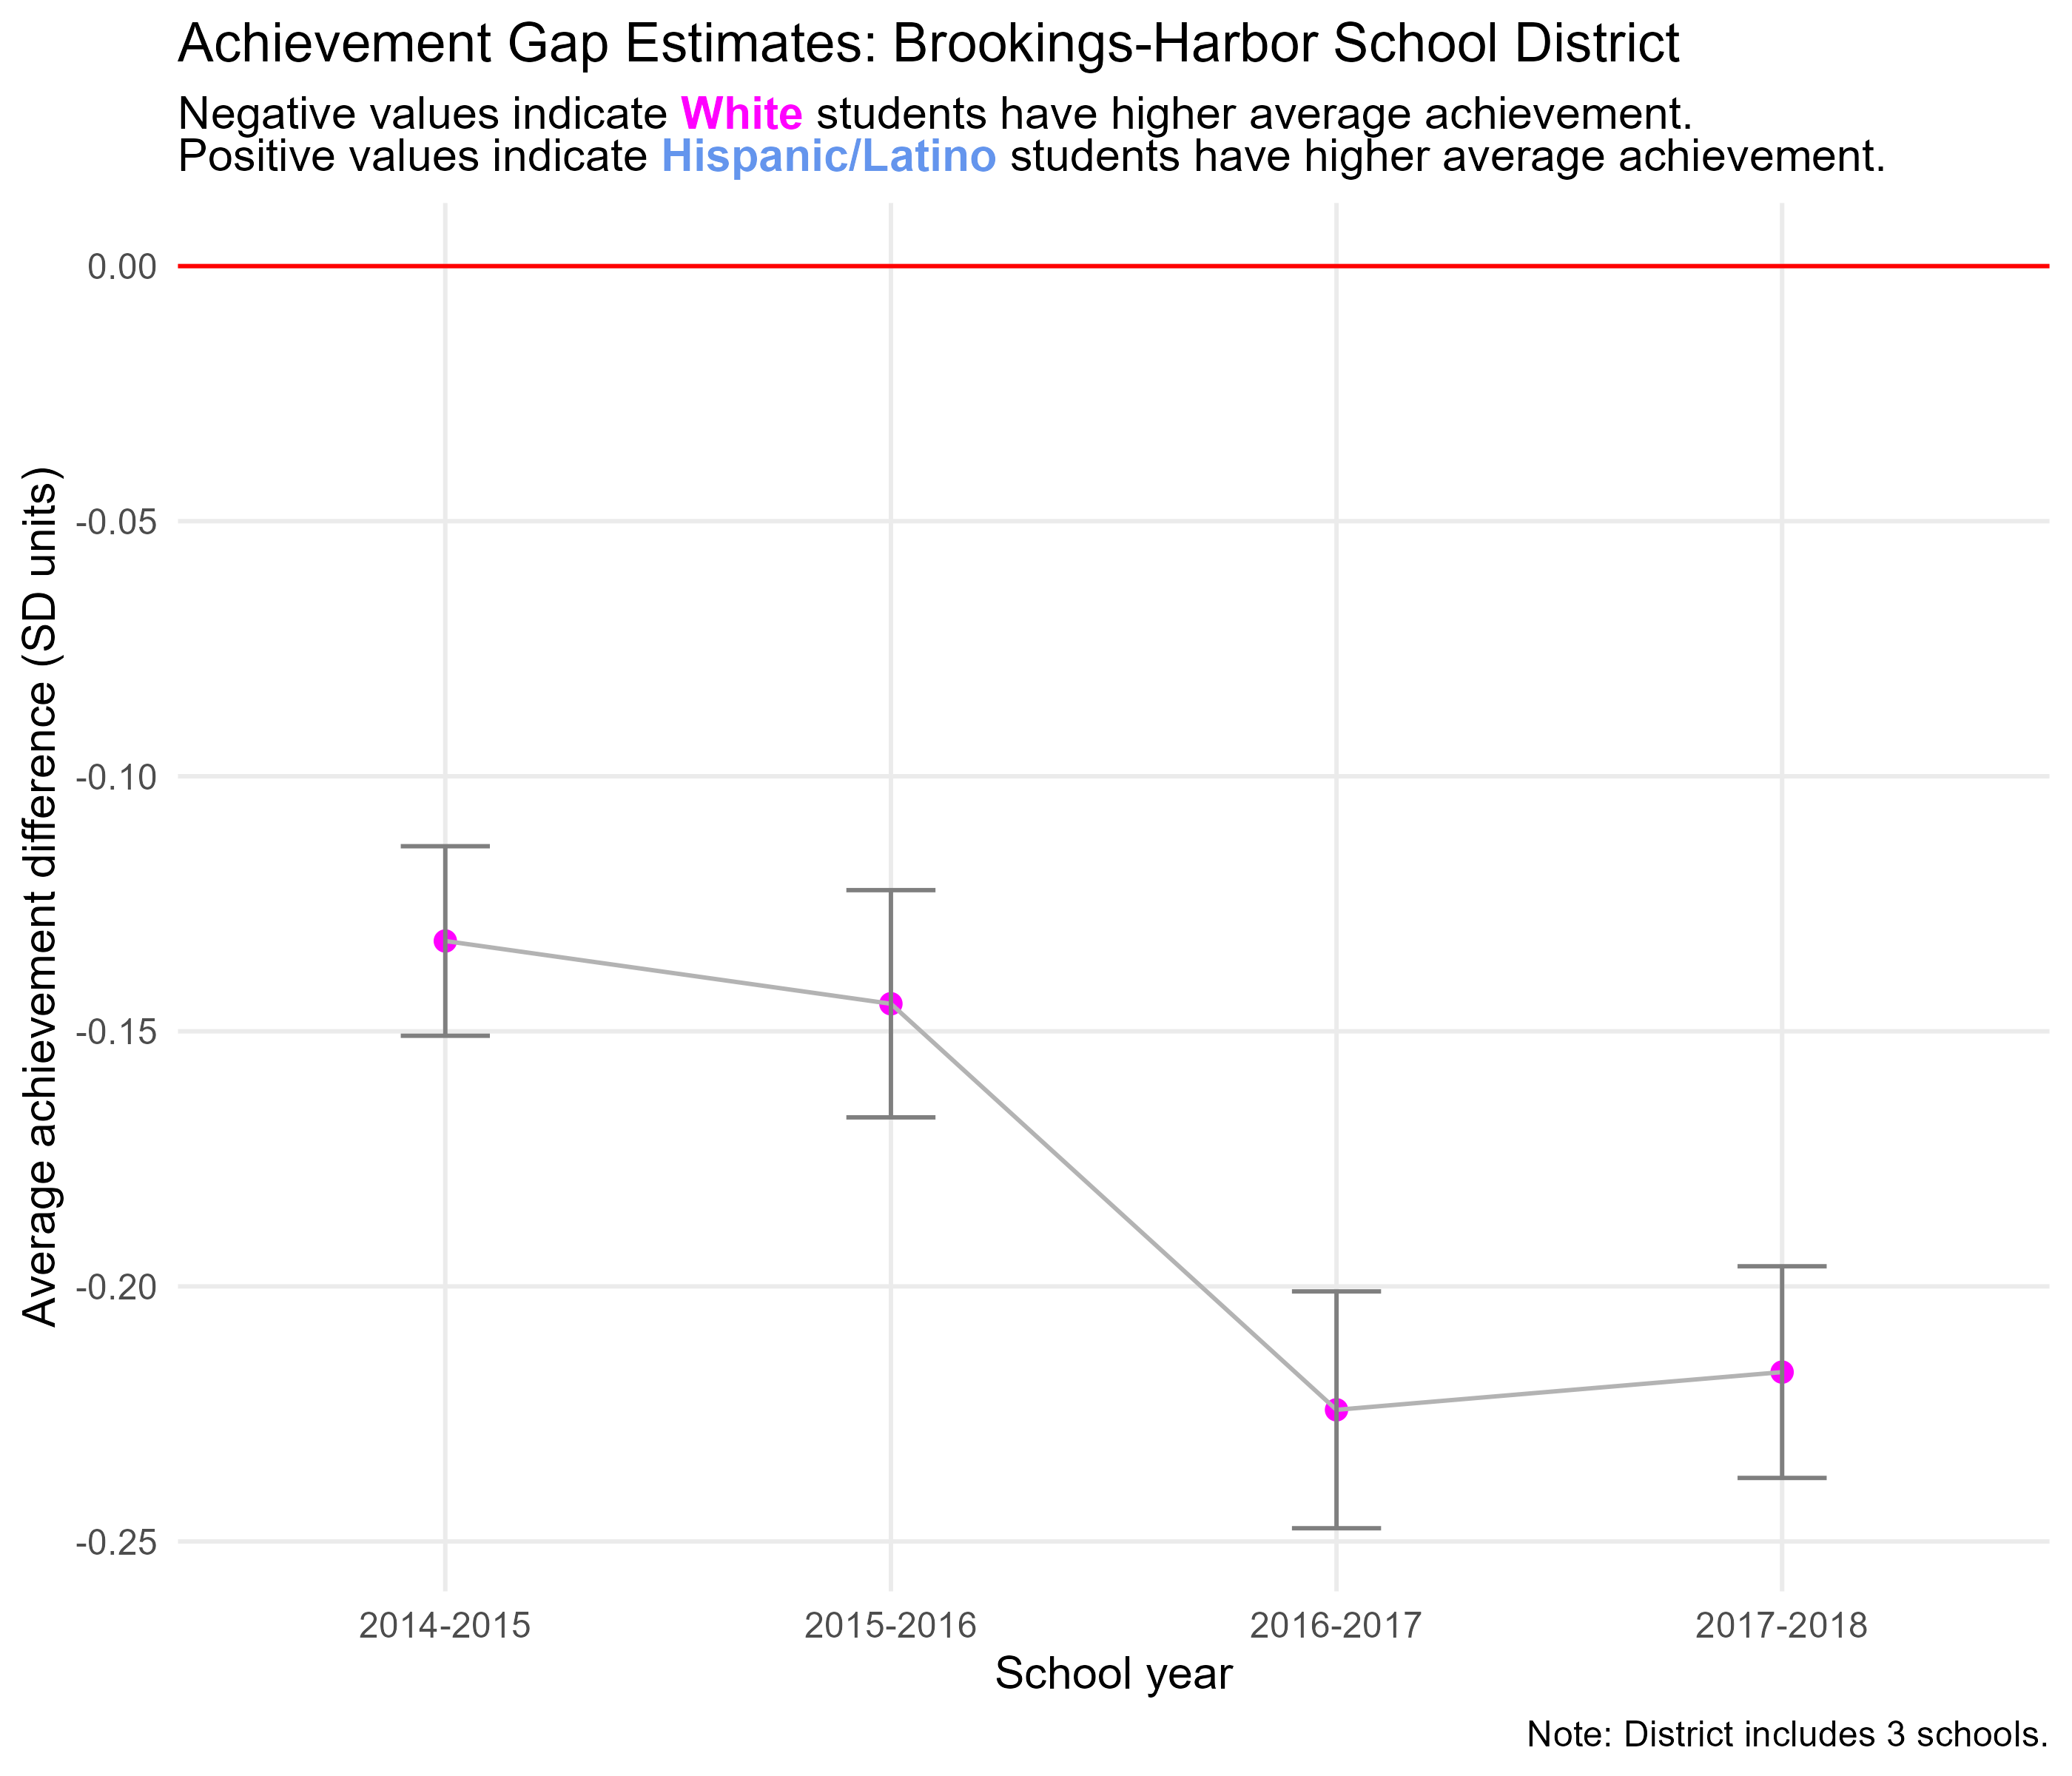 Achievement Gap Estimates: Brookings-Harbor School District
Negative values indicate White students have higher average achievement.
Positive values indicate Hispanic/Latino students have higher average achievement.
Average achievement difference (SD units)
0.00
-0.05
-0.10
-0.15
-0.20
-0.25
2014-2015 2015-2016 2016-2017 2017-2018
School year
Note: District includes 3 schools.